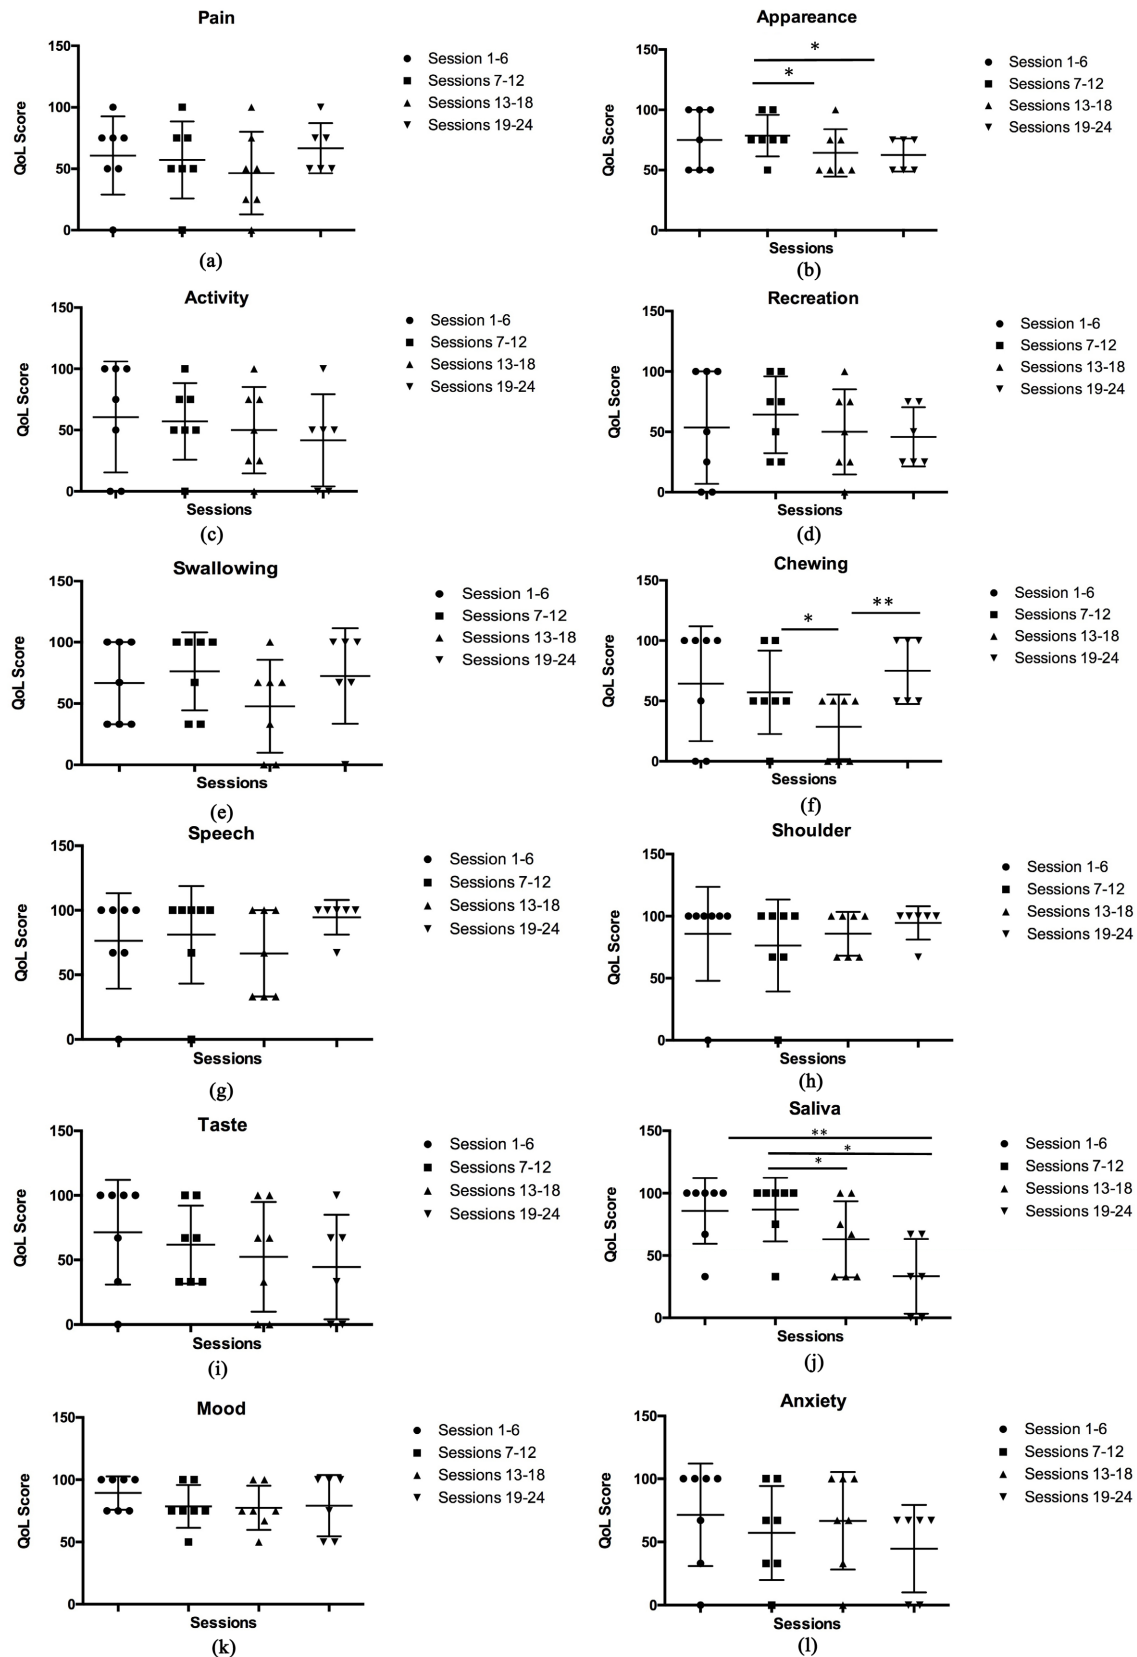 Pain
150
100
50
0
QoL Score
Session 1-6
Sessions 7-12
Sessions 13-18
Sessions 19-24
(a)
Appareance
150
100
50
0
QoL Score
*
*
Session 1-6
Sessions 7-12
Sessions 13-18
Sessions 19-24
Sessions
(b)
Activity
150
100
50
0
QoL Score
Session 1-6
Sessions 7-12
Sessions 13-18
Sessions 19-24
Sessions
(c)
Recreation
150
100
50
0
QoL Score
Session 1-6
Sessions 7-12
Sessions 13-18
Sessions 19-24
Sessions
(d)
Swallowing
150
100
50
0
QoL Score
Session 1-6
Sessions 7-12
Sessions 13-18
Sessions 19-24
Sessions
(e)
Chewing
150
100
50
0
QoL Score
*
**
Session 1-6
Sessions 7-12
Sessions 13-18
Sessions 19-24
Sessions
(f)
Speech
150
100
50
0
QoL Score
Session 1-6
Sessions 7-12
Sessions 13-18
Sessions 19-24
Sessions
(g)
Shoulder
150
100
50
0
QoL Score
Session 1-6
Sessions 7-12
Sessions 13-18
Sessions 19-24
Sessions
(h)
Taste
150
100
50
0
QoL Score
Session 1-6
Sessions 7-12
Sessions 13-18
Sessions 19-24
Sessions
(i)
Saliva
150
100
50
0
QoL Score
**
*
*
Session 1-6
Sessions 7-12
Sessions 13-18
Sessions 19-24
Sessions
(j)
Mood
150
100
50
0
QoL Score
Session 1-6
Sessions 7-12
Sessions 13-18
Sessions 19-24
Sessions
(k)
Anxiety
150
100
50
0
QoL Score
Session 1-6
Sessions 7-12
Sessions 13-18
Sessions 19-24
Sessions
(l)